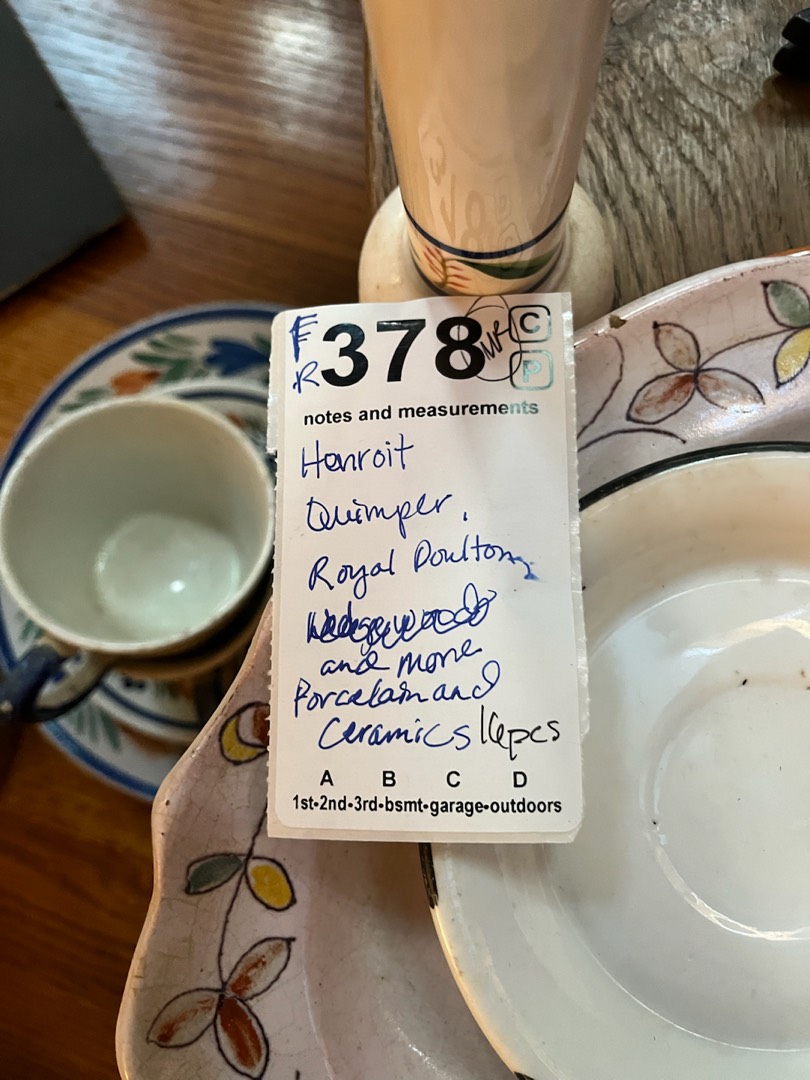 F 378 WR C
R P
notes and measurements
Henroit
Quimper,
Royal Doulton,
and more
Porcelain and
Ceramics 16pcs
A B C D
1st-2nd-3rd-bsmt-garage-outdoors